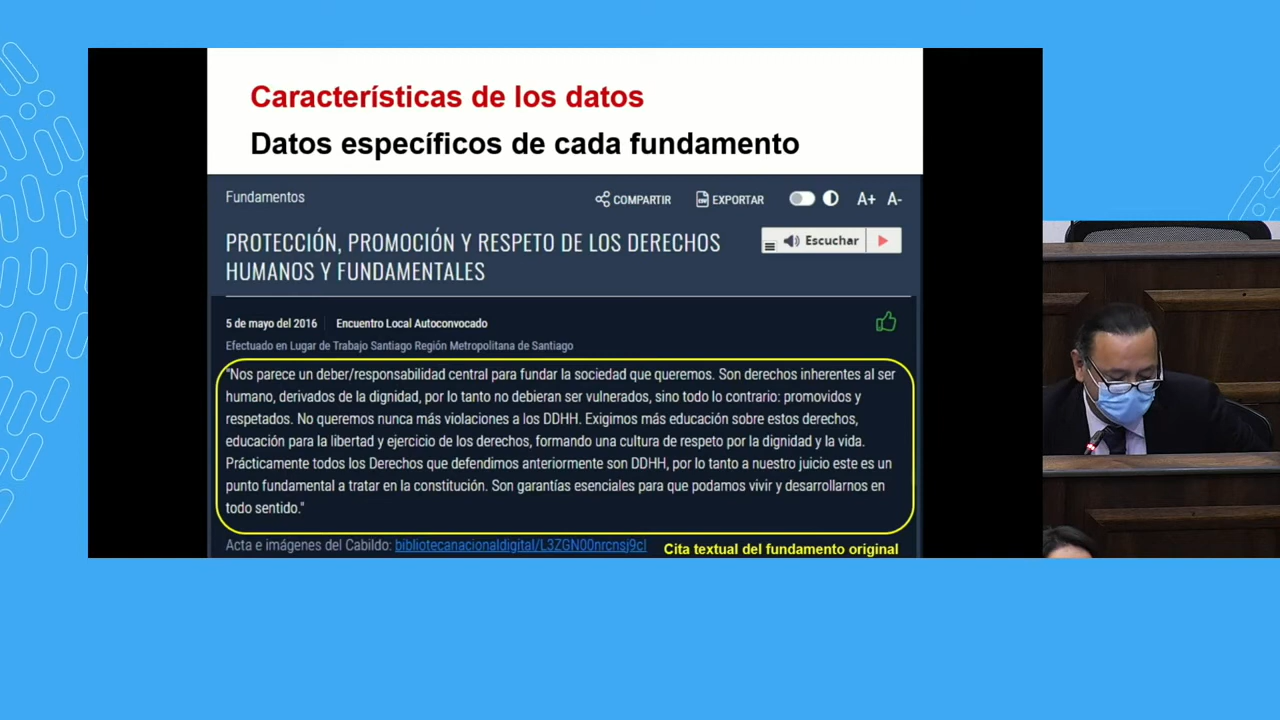 Características de los datos
Datos específicos de cada fundamento
Fundamentos
COMPARTIR
EXPORTAR
A+ A-
PROTECCIÓN, PROMOCIÓN Y RESPETO DE LOS DERECHOS
HUMANOS Y FUNDAMENTALES
Escuchar
5 de mayo del 2016 Encuentro Local Autoconvocado
Efectuado en Lugar de Trabajo Santiago Región Metropolitana de Santiago
"Nos parece un deber/responsabilidad central para fundar la sociedad que queremos. Son derechos inherentes al ser
humano, derivados de la dignidad, por lo tanto no debieran ser vulnerados, sino todo lo contrario: promovidos y
respetados. No queremos nunca más violaciones a los DDHH. Exigimos más educación sobre estos derechos,
educación para la libertad y ejercicio de los derechos, formando una cultura de respeto por la dignidad y la vida.
Prácticamente todos los Derechos que defendimos anteriormente son DDHH, por lo tanto a nuestro juicio este es un
punto fundamental a tratar en la constitución. Son garantías esenciales para que podamos vivir y desarrollarnos en
todo sentido."
Acta e imágenes del Cabildo: bibliotecanacionaldigital/L3ZGN00nrcnsj9cl
Cita textual del fundamento original